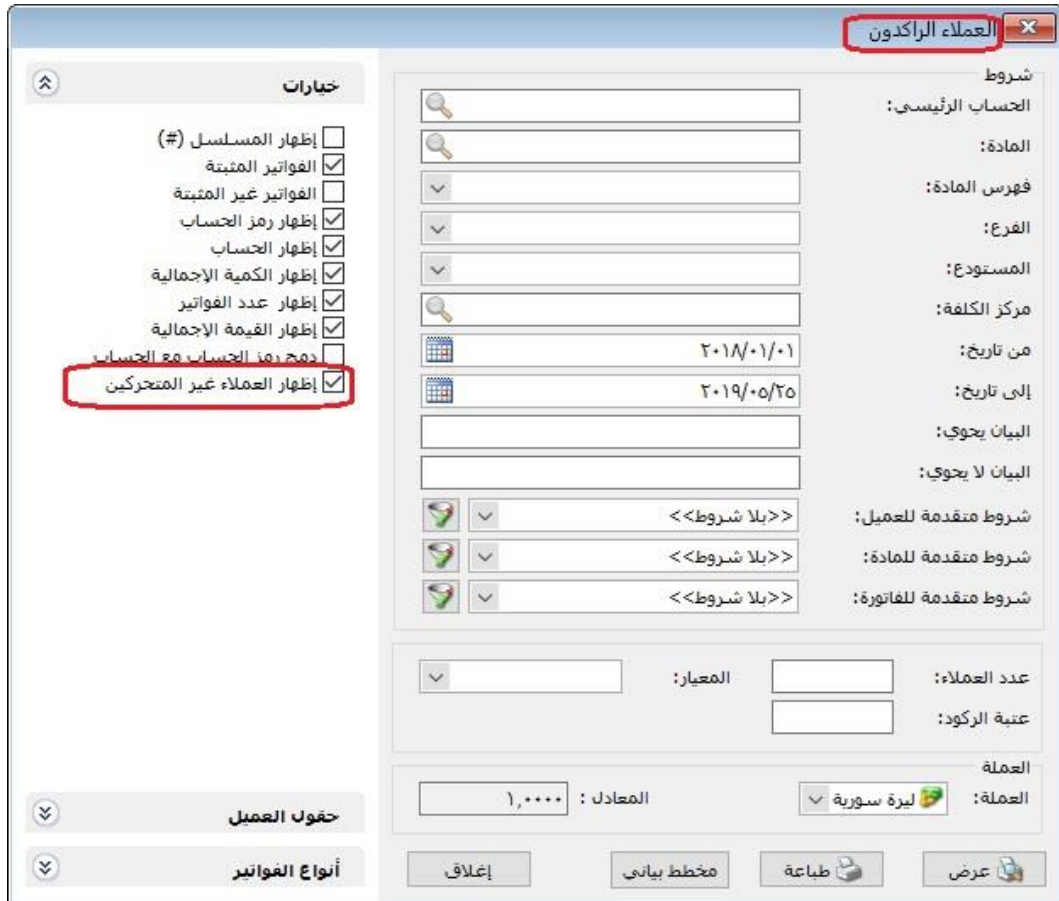 العملاء الراكدون
شروط
الحساب الرئيسي:
المادة:
فهرس المادة:
الفرع:
المستودع:
مركز الكلفة:
من تاريخ: ٢٠١٨/٠١/٠١
إلى تاريخ: ٢٠١٩/٠٥/٢٥
البيان يحوي:
البيان لا يحوي:
شروط متقدمة للعميل: <<بلا شروط>>
شروط متقدمة للمادة: <<بلا شروط>>
شروط متقدمة للفاتورة: <<بلا شروط>>
عدد العملاء: المعيار:
عتبة الركود:
العملة
العملة: ليرة سورية المعادل : ١,٠٠٠٠
عرض طباعة مخطط بياني إغلاق
خيارات
إظهار المسلسل (#)
الفواتير المثبتة
الفواتير غير المثبتة
إظهار رمز الحساب
إظهار الحساب
إظهار الكمية الإجمالية
إظهار عدد الفواتير
إظهار القيمة الإجمالية
دمج رمز الحساب مع الحساب
إظهار العملاء غير المتحركين
حقول العميل
أنواع الفواتير